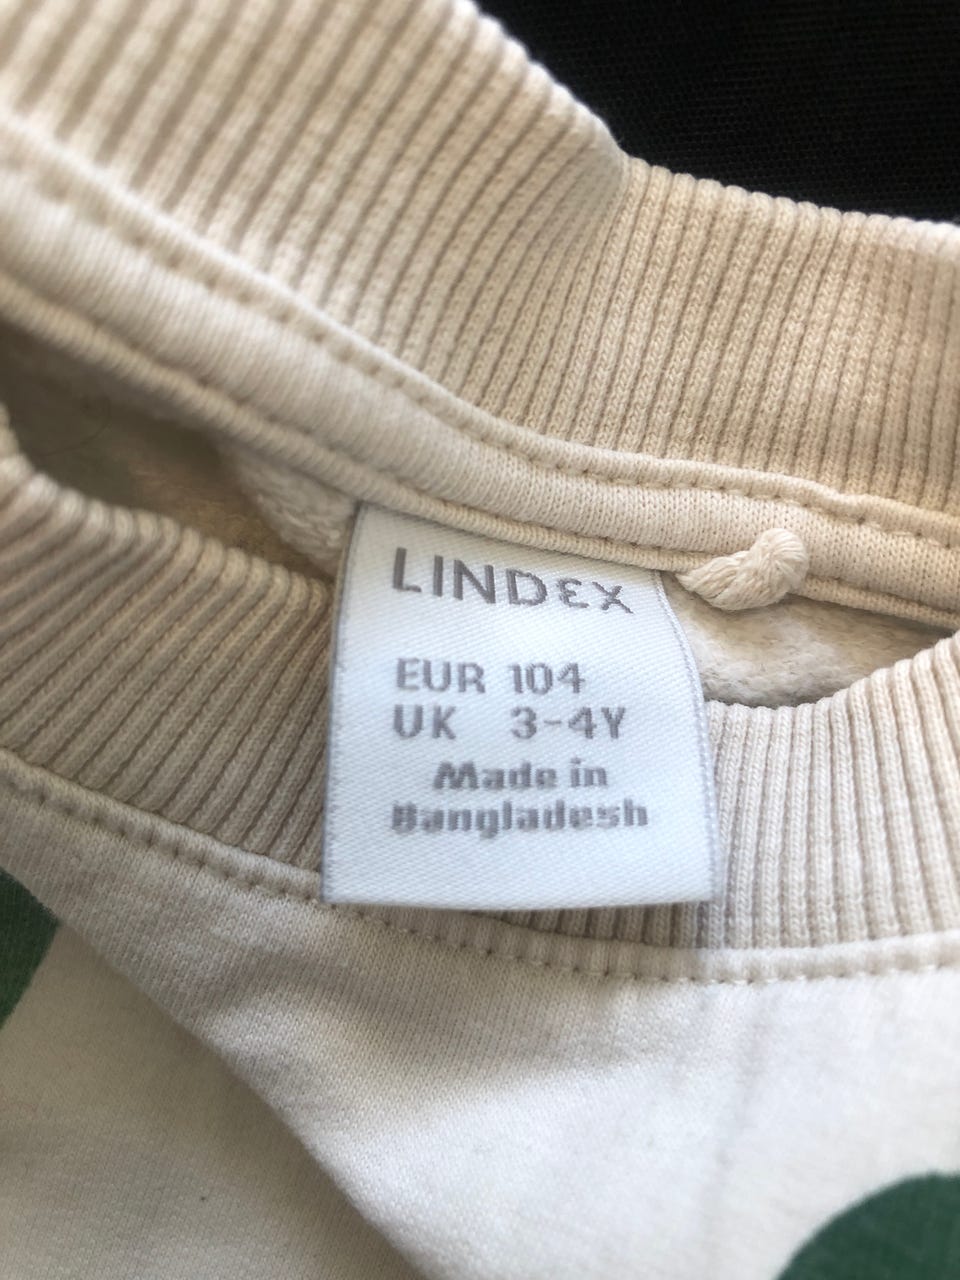 LINDEX
EUR 104
UK 3-4Y
Made in
Bangladesh